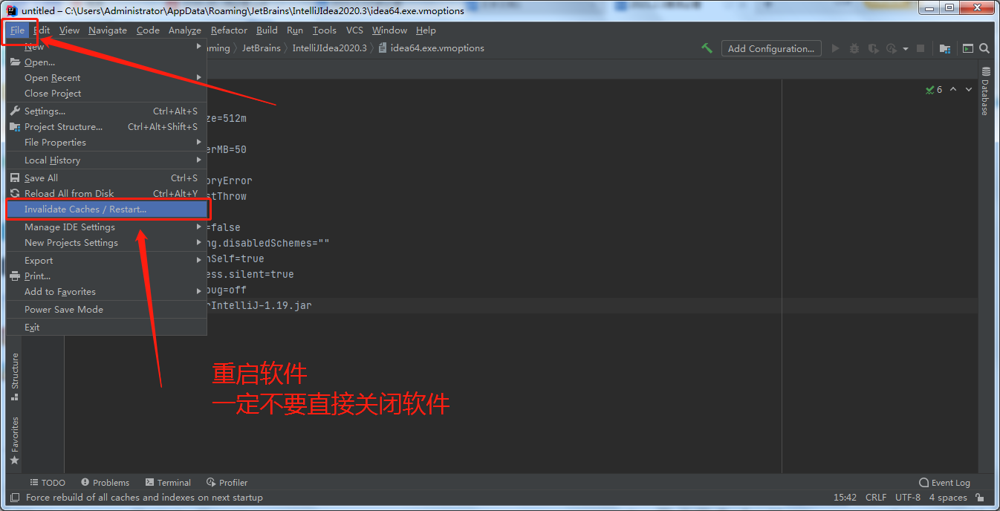 untitled – C:\Users\Administrator\AppData\Roaming\JetBrains\IntelliJIdea2020.3\idea64.exe.vmoptions
File Edit View Navigate Code Analyze Refactor Build Run Tools VCS Window Help
ming JetBrains IntelliJIdea2020.3 idea64.exe.vmoptions
Add Configuration...
New
Open...
Open Recent
Close Project
Settings... Ctrl+Alt+S
Project Structure... Ctrl+Alt+Shift+S
File Properties
Local History
Save All Ctrl+S
Reload All from Disk Ctrl+Alt+Y
Invalidate Caches / Restart...
Manage IDE Settings
New Projects Settings
Export
Print...
Add to Favorites
Power Save Mode
Exit
6
Database
ze=512m
erMB=50
oryError
stThrow
=false
ng.disabledSchemes=""
nSelf=true
ess.silent=true
bug=off
rIntelliJ-1.19.jar
重启软件
一定不要直接关闭软件
Structure
Favorites
TODO Problems Terminal Profiler Event Log
Force rebuild of all caches and indexes on next startup 15:42 CRLF UTF-8 4 spaces